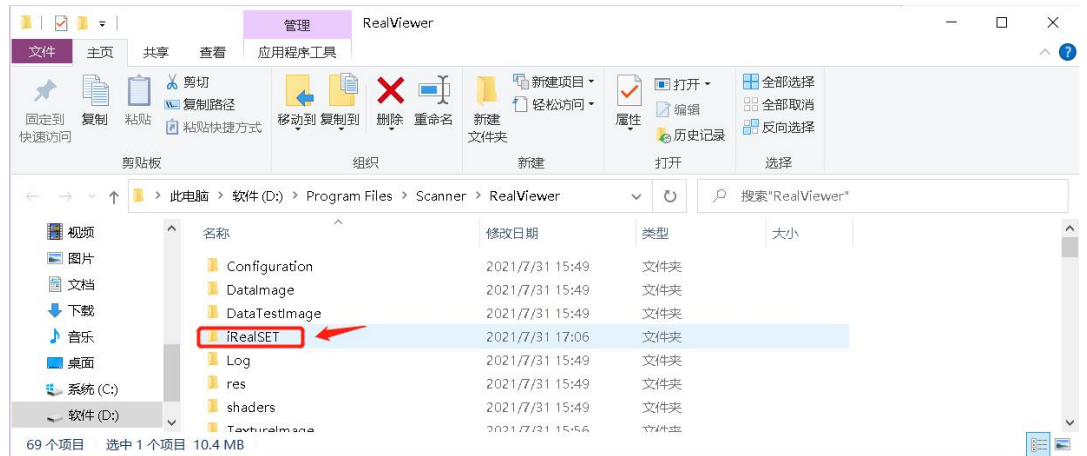 管理 RealViewer
文件 主页 共享 查看 应用程序工具
固定到快速访问
复制
粘贴
剪切
复制路径
粘贴快捷方式
剪贴板
移动到 复制到 删除 重命名
组织
新建文件夹
新建项目
轻松访问
新建
属性
打开
编辑
历史记录
打开
全部选择
全部取消
反向选择
选择
此电脑 > 软件 (D:) > Program Files > Scanner > RealViewer
搜索"RealViewer"
视频
图片
文档
下载
音乐
桌面
系统 (C:)
软件 (D:)
名称 修改日期 类型 大小
Configuration 2021/7/31 15:49 文件夹
DataImage 2021/7/31 15:49 文件夹
DataTestImage 2021/7/31 15:49 文件夹
iRealSET 2021/7/31 17:06 文件夹
Log 2021/7/31 15:49 文件夹
res 2021/7/31 15:49 文件夹
shaders 2021/7/31 15:49 文件夹
TextureImage 2021/7/31 15:56 文件夹
69 个项目 选中 1 个项目 10.4 MB